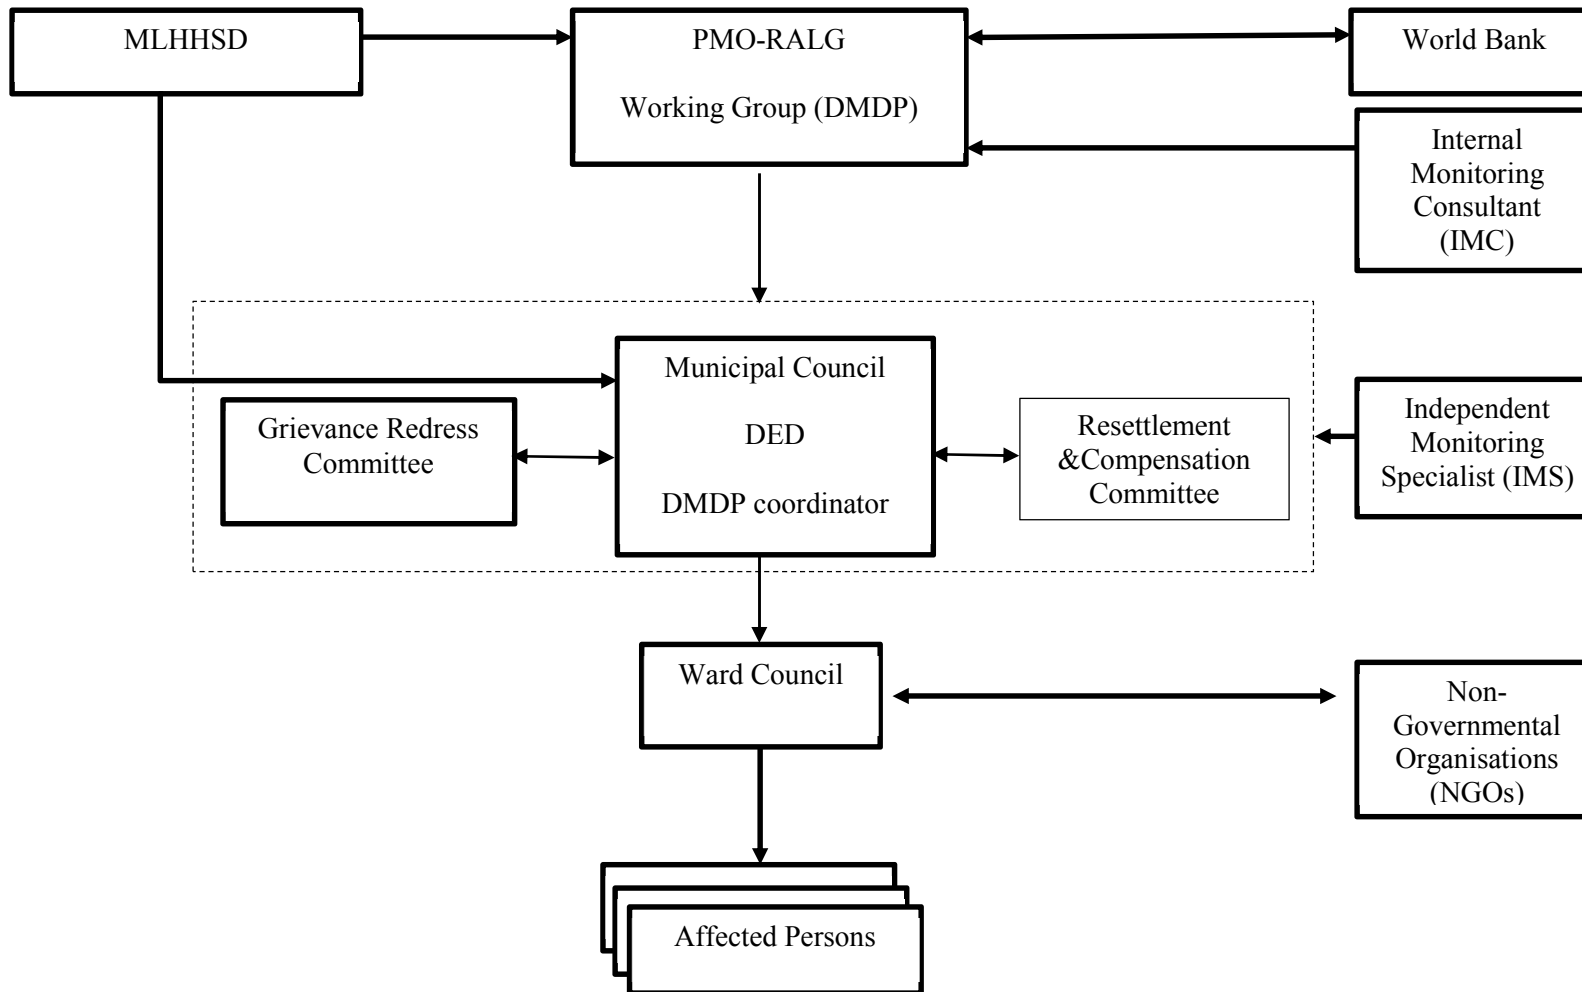 MLHHSD
PMO-RALG
Working Group (DMDP)
World Bank
Internal
Monitoring
Consultant
(IMC)
Municipal Council
DED
DMDP coordinator
Grievance Redress
Committee
Resettlement
&Compensation
Committee
Independent
Monitoring
Specialist (IMS)
Ward Council
Non-
Governmental
Organisations
(NGOs)
Affected Persons